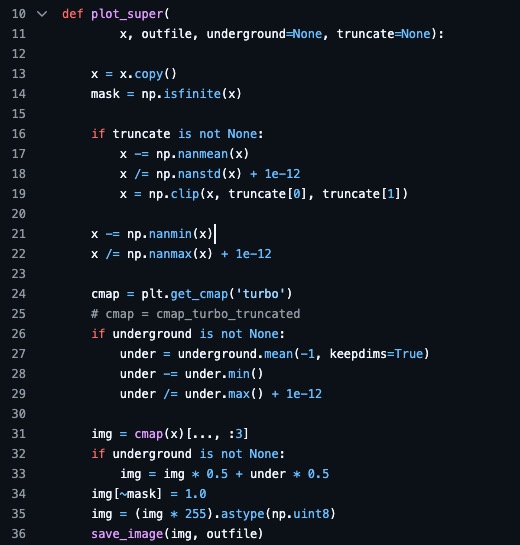 10 def plot_super(
11         x, outfile, underground=None, truncate=None):
12
13     x = x.copy()
14     mask = np.isfinite(x)
15
16     if truncate is not None:
17         x -= np.nanmean(x)
18         x /= np.nanstd(x) + 1e-12
19         x = np.clip(x, truncate[0], truncate[1])
20
21     x -= np.nanmin(x)
22     x /= np.nanmax(x) + 1e-12
23
24     cmap = plt.get_cmap('turbo')
25     # cmap = cmap_turbo_truncated
26     if underground is not None:
27         under = underground.mean(-1, keepdims=True)
28         under -= under.min()
29         under /= under.max() + 1e-12
30
31     img = cmap(x)[..., :3]
32     if underground is not None:
33         img = img * 0.5 + under * 0.5
34     img[~mask] = 1.0
35     img = (img * 255).astype(np.uint8)
36     save_image(img, outfile)